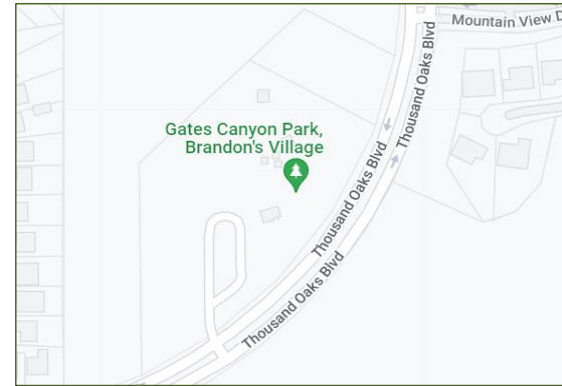 Mountain View D
Thousand Oaks Blvd
Thousand Oaks Blvd
Gates Canyon Park,
Brandon's Village
Thousand Oaks Blvd
Thousand Oaks Blvd